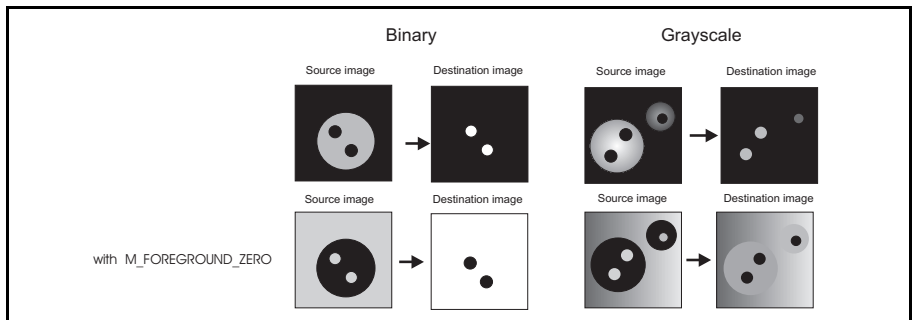 Binary Grayscale
Source image Destination image Source image Destination image
Source image Destination image Source image Destination image
with M_FOREGROUND_ZERO